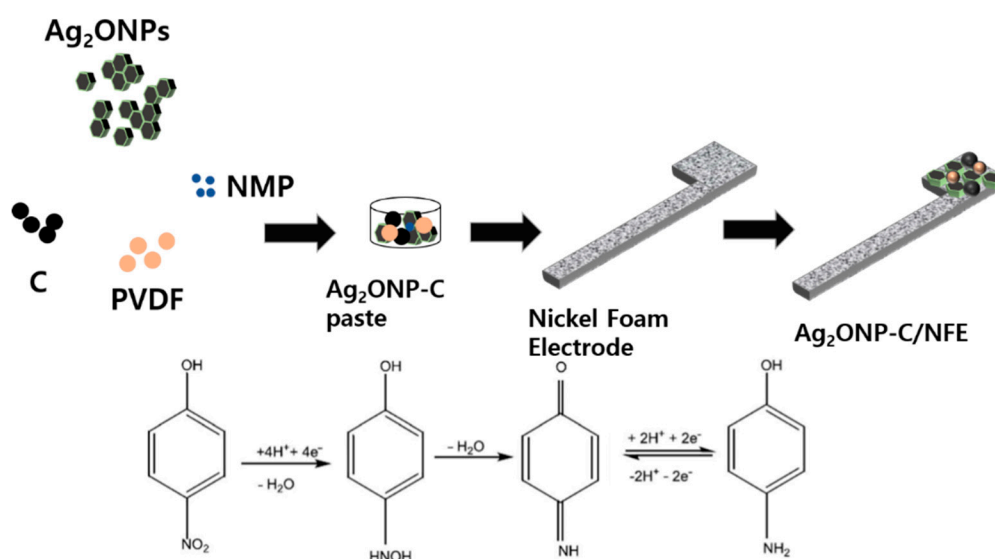 Ag₂ONPs
NMP
C
PVDF
Ag₂ONP-C
paste
Nickel Foam
Electrode
Ag₂ONP-C/NFE
OH
NO₂
+4H⁺+ 4e⁻
- H₂O
OH
HNOH
- H₂O
O
NH
+ 2H⁺ + 2e⁻
-2H⁺ - 2e⁻
OH
NH₂